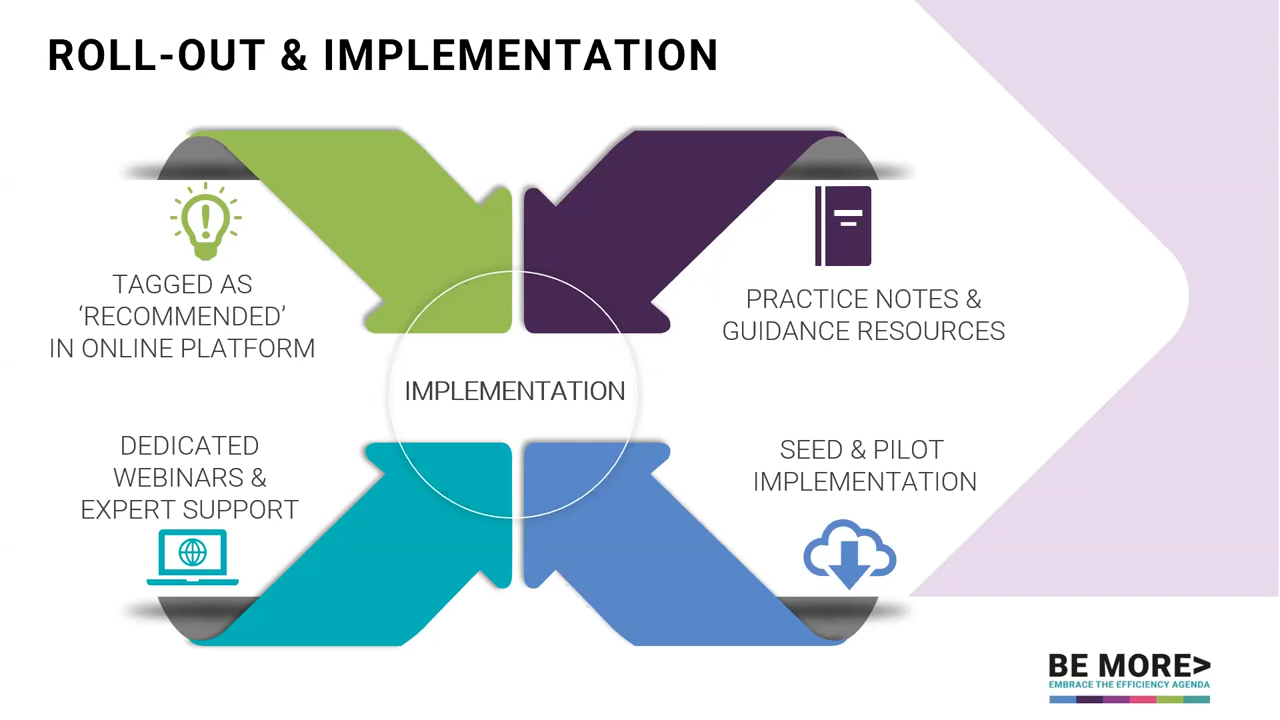 ROLL-OUT & IMPLEMENTATION
TAGGED AS
‘RECOMMENDED’
IN ONLINE PLATFORM
PRACTICE NOTES &
GUIDANCE RESOURCES
IMPLEMENTATION
DEDICATED
WEBINARS &
EXPERT SUPPORT
SEED & PILOT
IMPLEMENTATION
BE MORE>
EMBRACE THE EFFICIENCY AGENDA